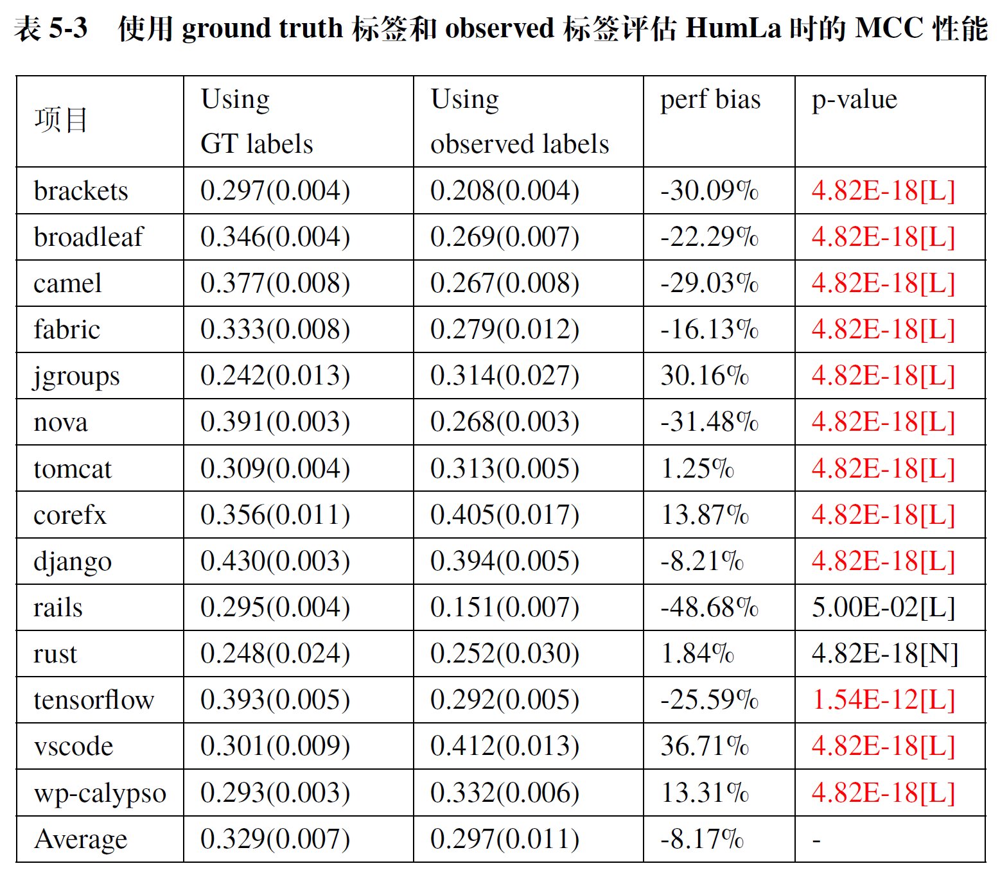 表 5-3 使用 ground truth 标签和 observed 标签评估 HumLa 时的 MCC 性能
项目 Using GT labels Using observed labels perf bias p-value
brackets 0.297(0.004) 0.208(0.004) -30.09% 4.82E-18[L]
broadleaf 0.346(0.004) 0.269(0.007) -22.29% 4.82E-18[L]
camel 0.377(0.008) 0.267(0.008) -29.03% 4.82E-18[L]
fabric 0.333(0.008) 0.279(0.012) -16.13% 4.82E-18[L]
jgroups 0.242(0.013) 0.314(0.027) 30.16% 4.82E-18[L]
nova 0.391(0.003) 0.268(0.003) -31.48% 4.82E-18[L]
tomcat 0.309(0.004) 0.313(0.005) 1.25% 4.82E-18[L]
corefx 0.356(0.011) 0.405(0.017) 13.87% 4.82E-18[L]
django 0.430(0.003) 0.394(0.005) -8.21% 4.82E-18[L]
rails 0.295(0.004) 0.151(0.007) -48.68% 5.00E-02[L]
rust 0.248(0.024) 0.252(0.030) 1.84% 4.82E-18[N]
tensorflow 0.393(0.005) 0.292(0.005) -25.59% 1.54E-12[L]
vscode 0.301(0.009) 0.412(0.013) 36.71% 4.82E-18[L]
wp-calypso 0.293(0.003) 0.332(0.006) 13.31% 4.82E-18[L]
Average 0.329(0.007) 0.297(0.011) -8.17% -